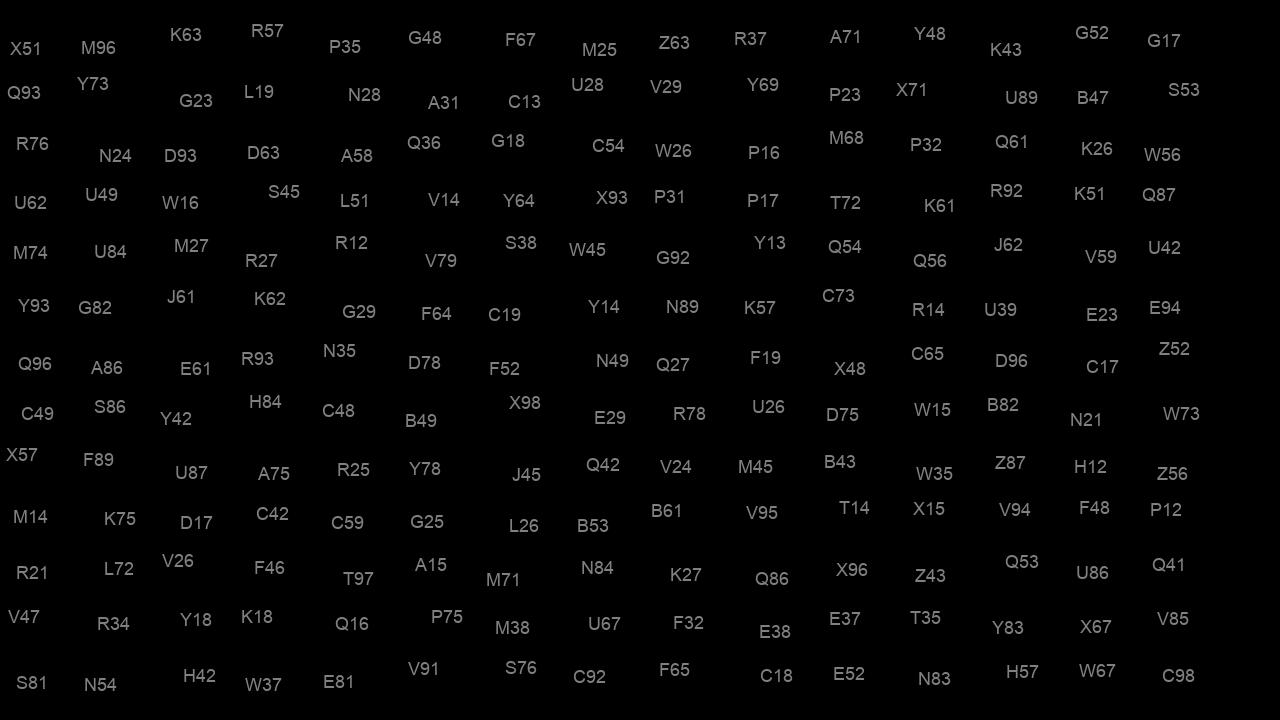 X51 M96 K63 R57 P35 G48 F67 M25 Z63 R37 A71 Y48 K43 G52 G17
Q93 Y73 G23 L19 N28 A31 C13 U28 V29 Y69 P23 X71 U89 B47 S53
R76 N24 D93 D63 A58 Q36 G18 C54 W26 P16 M68 P32 Q61 K26 W56
U62 U49 W16 S45 L51 V14 Y64 X93 P31 P17 T72 K61 R92 K51 Q87
M74 U84 M27 R27 R12 V79 S38 W45 G92 Y13 Q54 Q56 J62 V59 U42
Y93 G82 J61 K62 G29 F64 C19 Y14 N89 K57 C73 R14 U39 E23 E94
Q96 A86 E61 R93 N35 D78 F52 N49 Q27 F19 X48 C65 D96 C17 Z52
C49 S86 Y42 H84 C48 B49 X98 E29 R78 U26 D75 W15 B82 N21 W73
X57 F89 U87 A75 R25 Y78 J45 Q42 V24 M45 B43 W35 Z87 H12 Z56
M14 K75 D17 C42 C59 G25 L26 B53 B61 V95 T14 X15 V94 F48 P12
R21 L72 V26 F46 T97 A15 M71 N84 K27 Q86 X96 Z43 Q53 U86 Q41
V47 R34 Y18 K18 Q16 P75 M38 U67 F32 E38 E37 T35 Y83 X67 V85
S81 N54 H42 W37 E81 V91 S76 C92 F65 C18 E52 N83 H57 W67 C98